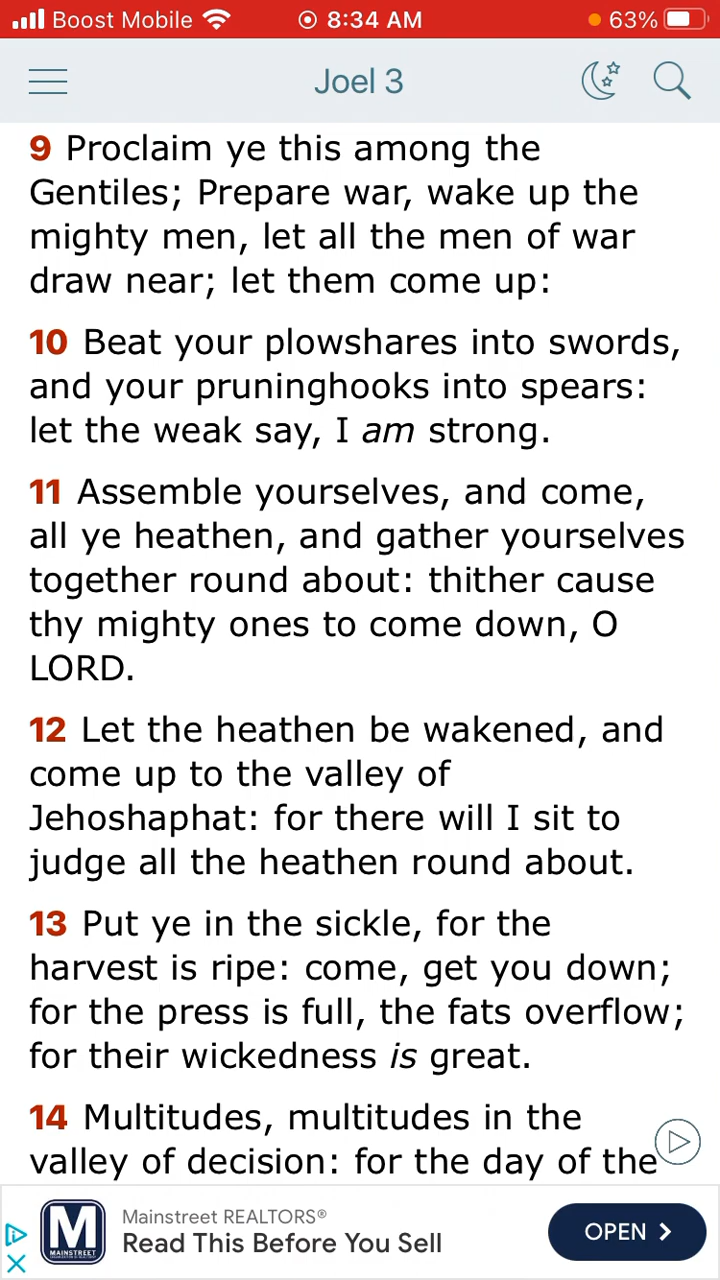 Boost Mobile 8:34 AM 63%
Joel 3
9 Proclaim ye this among the
Gentiles; Prepare war, wake up the
mighty men, let all the men of war
draw near; let them come up:
10 Beat your plowshares into swords,
and your pruninghooks into spears:
let the weak say, I am strong.
11 Assemble yourselves, and come,
all ye heathen, and gather yourselves
together round about: thither cause
thy mighty ones to come down, O
LORD.
12 Let the heathen be wakened, and
come up to the valley of
Jehoshaphat: for there will I sit to
judge all the heathen round about.
13 Put ye in the sickle, for the
harvest is ripe: come, get you down;
for the press is full, the fats overflow;
for their wickedness is great.
14 Multitudes, multitudes in the
valley of decision: for the day of the
M
MAINSTREET
Mainstreet REALTORS®
Read This Before You Sell
OPEN